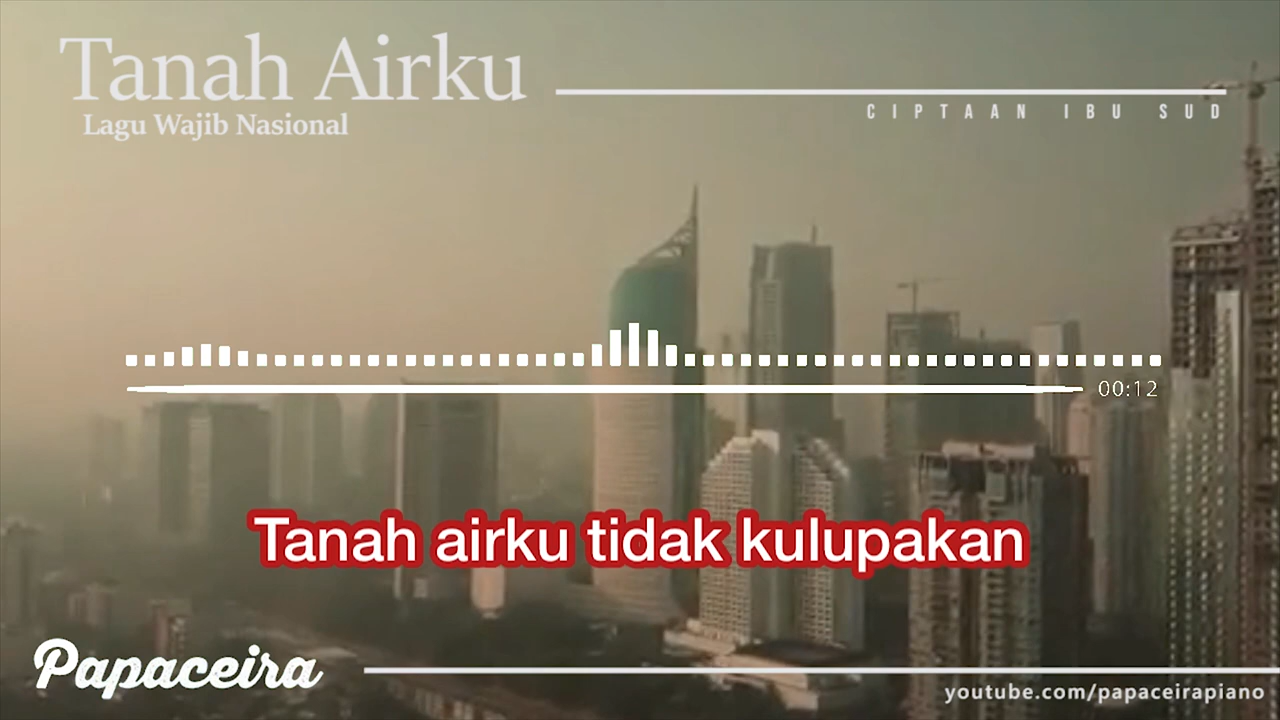 Tanah Airku
Lagu Wajib Nasional
CIPTAAN IBU SUD
00:12
Tanah airku tidak kulupakan
Papaceira
youtube.com/papaceirapiano